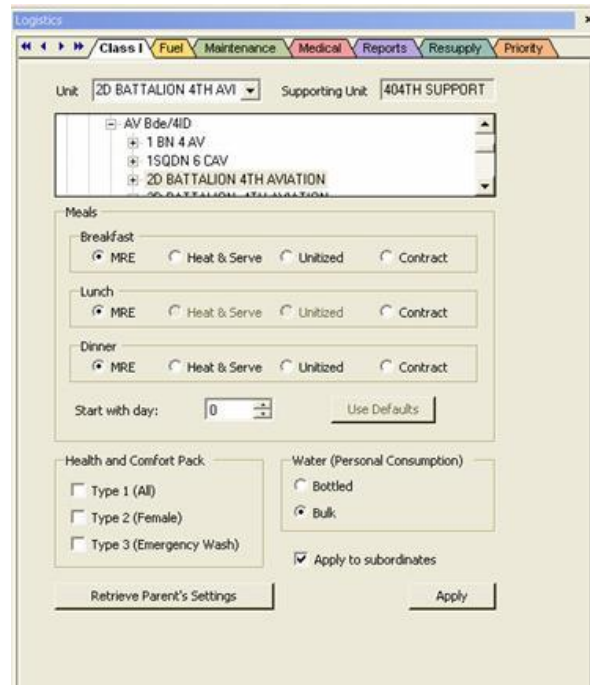 Logistics
Class I Fuel Maintenance Medical Reports Resupply Priority
Unit 2D BATTALION 4TH AVI Supporting Unit 404TH SUPPORT
AV Bde/4ID
1 BN 4 AV
1SQDN 6 CAV
2D BATTALION 4TH AVIATION
Meals
Breakfast
MRE Heat & Serve Unitized Contract
Lunch
MRE Heat & Serve Unitized Contract
Dinner
MRE Heat & Serve Unitized Contract
Start with day: 0 Use Defaults
Health and Comfort Pack Water (Personal Consumption)
Type 1 (All) Bottled
Type 2 (Female) Bulk
Type 3 (Emergency Wash) Apply to subordinates
Retrieve Parent's Settings Apply